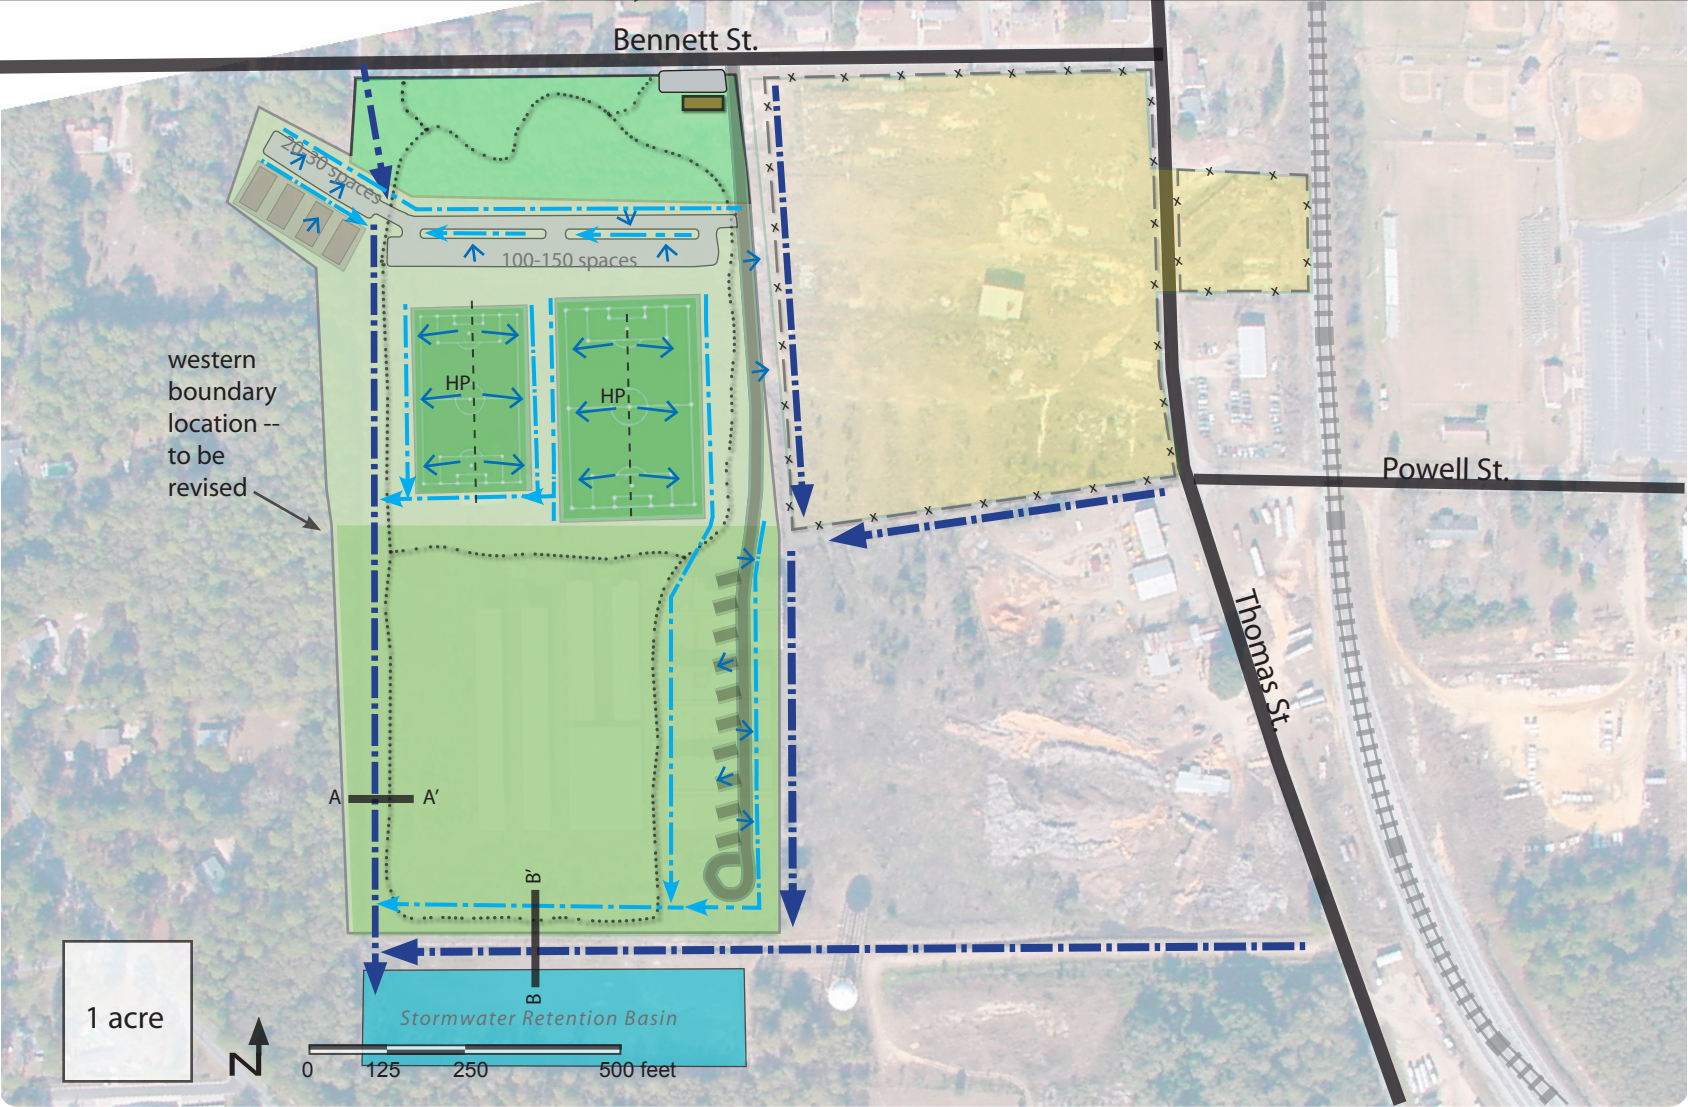 Bennett St.
20-30 spaces
100-150 spaces
western
boundary
location --
to be
revised
HP
HP
Powell St.
Thomas St.
A
A’
B’
B
Stormwater Retention Basin
1 acre
N
0
125
250
500 feet